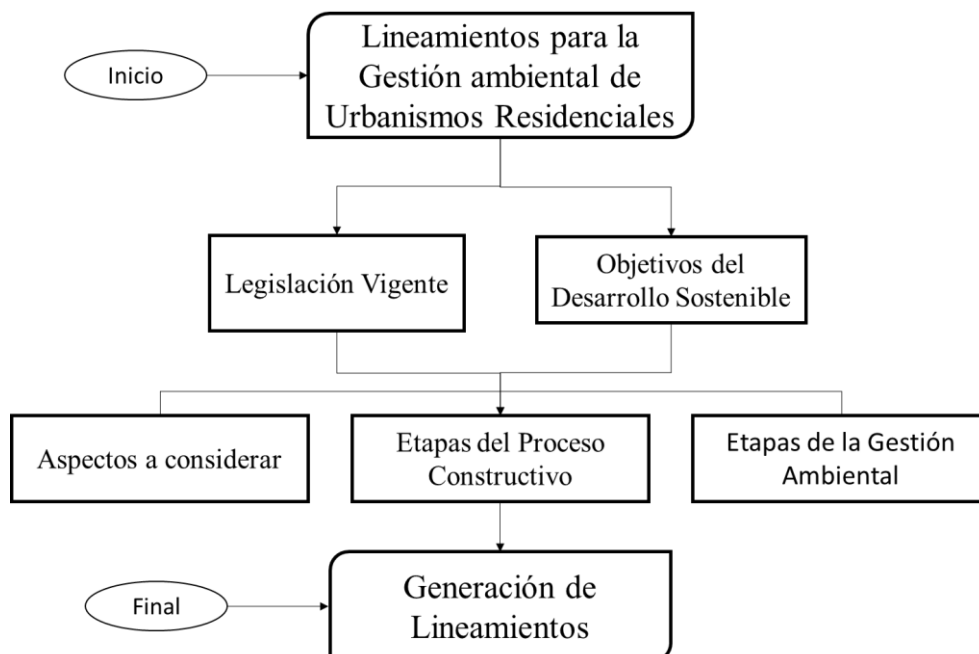 Inicio
Lineamientos para la
Gestión ambiental de
Urbanismos Residenciales
Legislación Vigente
Objetivos del
Desarrollo Sostenible
Aspectos a considerar
Etapas del Proceso
Constructivo
Etapas de la Gestión
Ambiental
Final
Generación de
Lineamientos